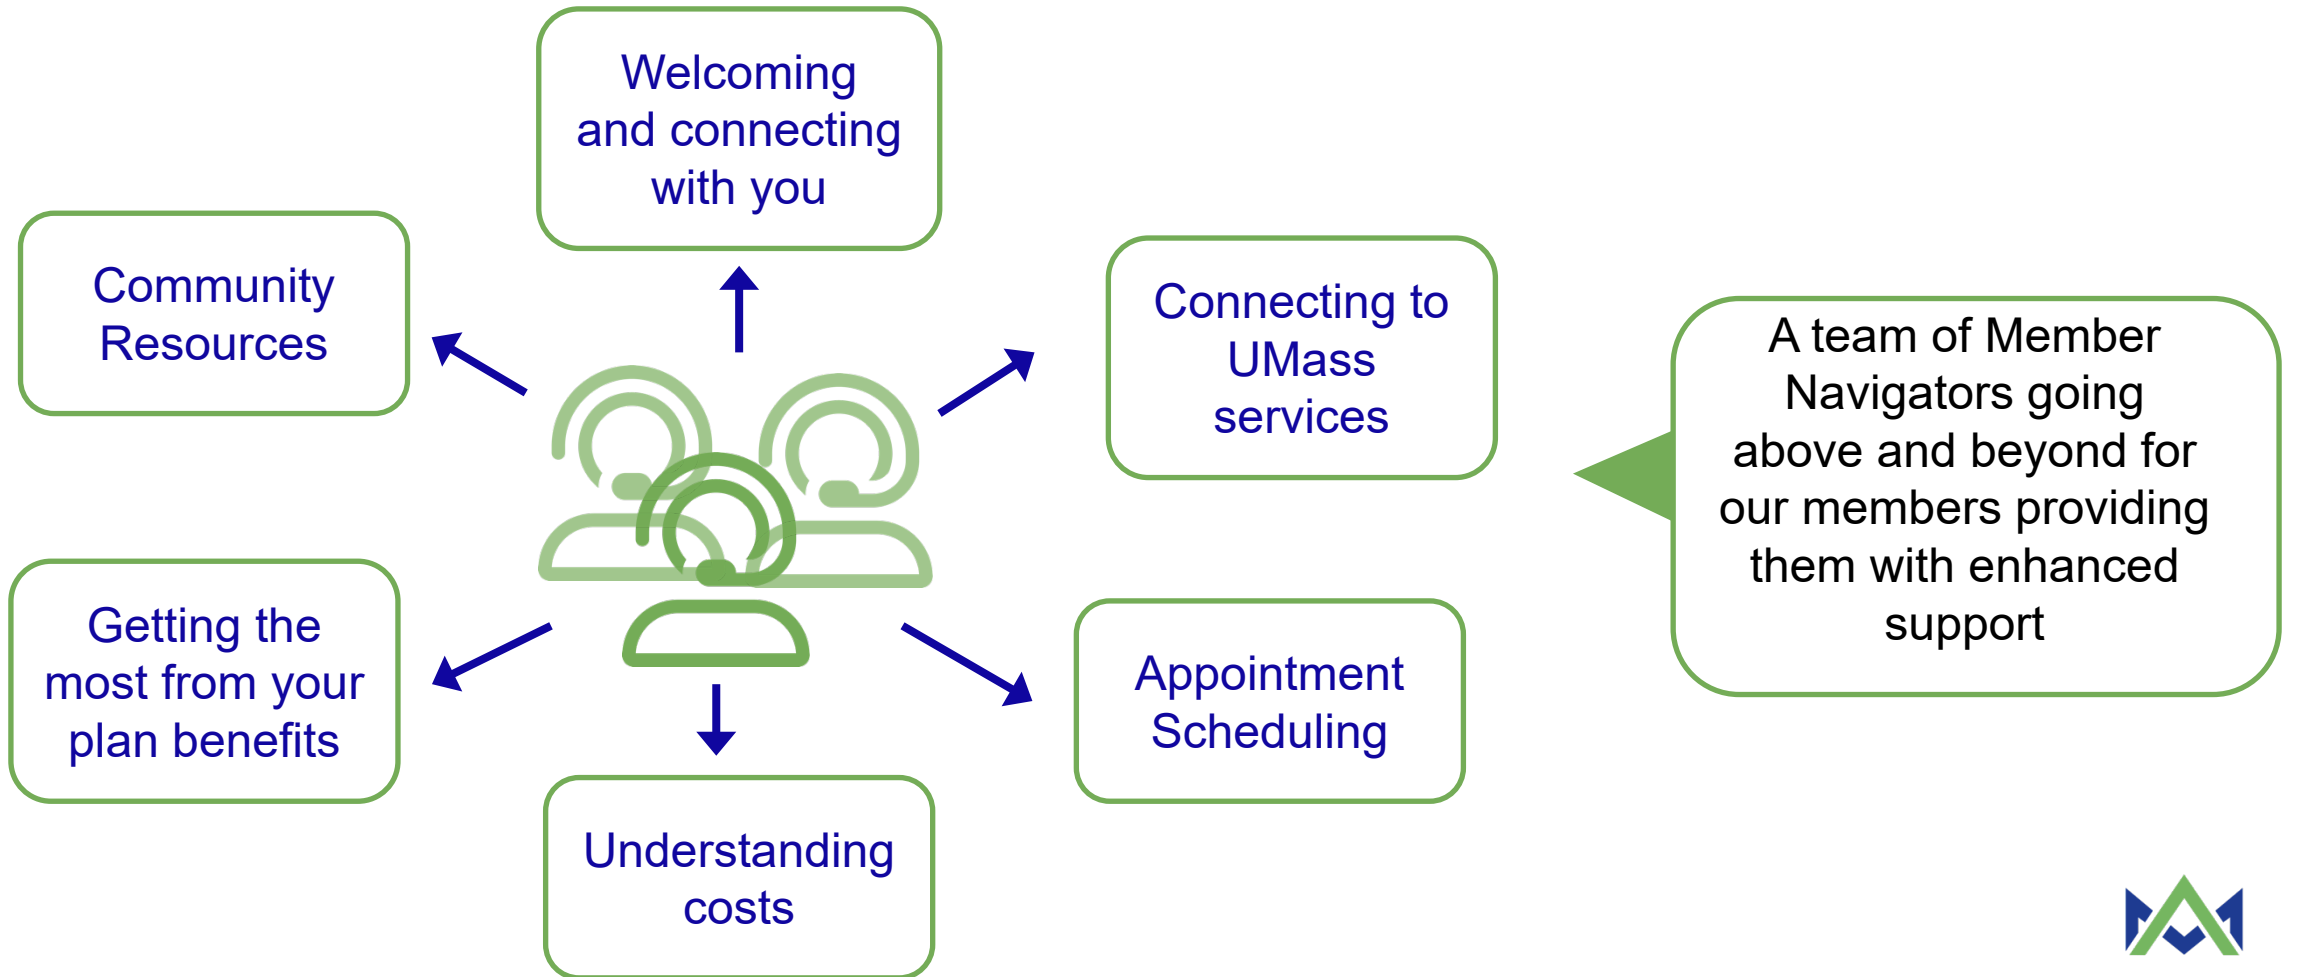 Welcoming
and connecting
with you
Community
Resources
Connecting to
UMass
services
A team of Member
Navigators going
above and beyond for
our members providing
them with enhanced
support
Getting the
most from your
plan benefits
Appointment
Scheduling
Understanding
costs